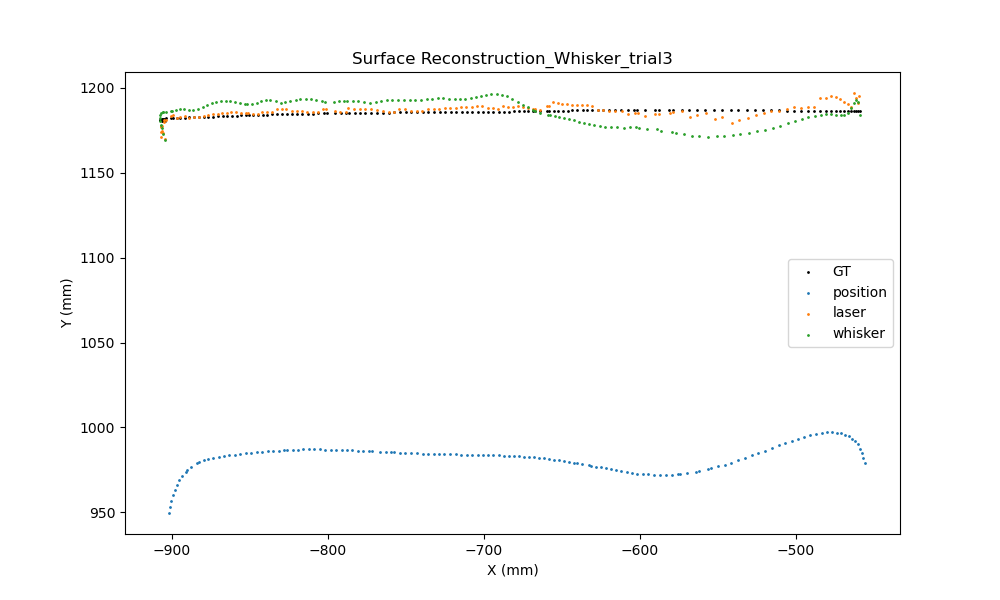 Surface Reconstruction_Whisker_trial3
1200
1150
1100
1050
1000
950
Y (mm)
GT
position
laser
whisker
−900
−800
−700
−600
−500
X (mm)